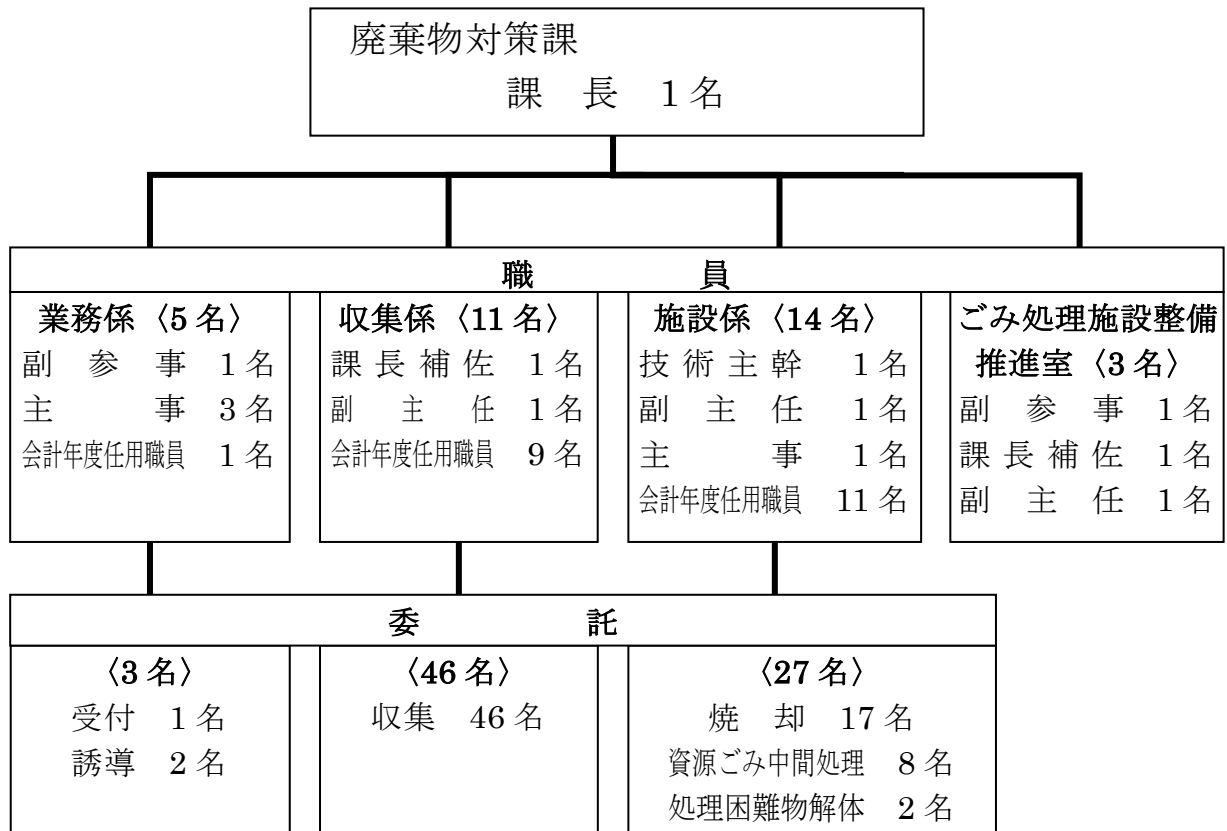 廃棄物対策課
課 長 1名
職 員
業務係〈5名〉
副参事 1名
主事 3名
会計年度任用職員 1名
収集係〈11名〉
課長補佐 1名
副主任 1名
会計年度任用職員 9名
施設係〈14名〉
技術主幹 1名
副主任 1名
主事 1名
会計年度任用職員 11名
ごみ処理施設整備
推進室〈3名〉
副参事 1名
課長補佐 1名
副主任 1名
委 託
〈3名〉
受付 1名
誘導 2名
〈46名〉
収集 46名
〈27名〉
焼 却 17名
資源ごみ中間処理 8名
処理困難物解体 2名